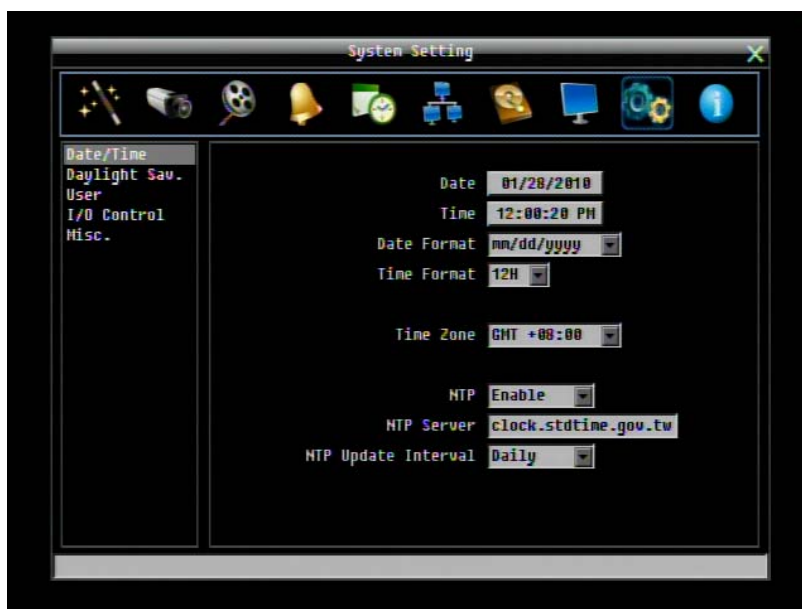 System Setting
Date/Time
Daylight Sav.
User
I/O Control
Misc.
Date 01/28/2010
Time 12:00:20 PM
Date Format mm/dd/yyyy
Time Format 12H
Time Zone GMT +08:00
NTP Enable
NTP Server clock.stdtime.gov.tw
NTP Update Interval Daily